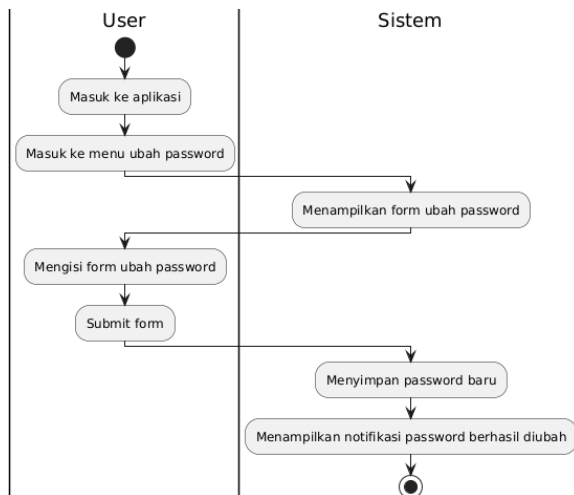 User
Sistem
Masuk ke aplikasi
Masuk ke menu ubah password
Menampilkan form ubah password
Mengisi form ubah password
Submit form
Menyimpan password baru
Menampilkan notifikasi password berhasil diubah